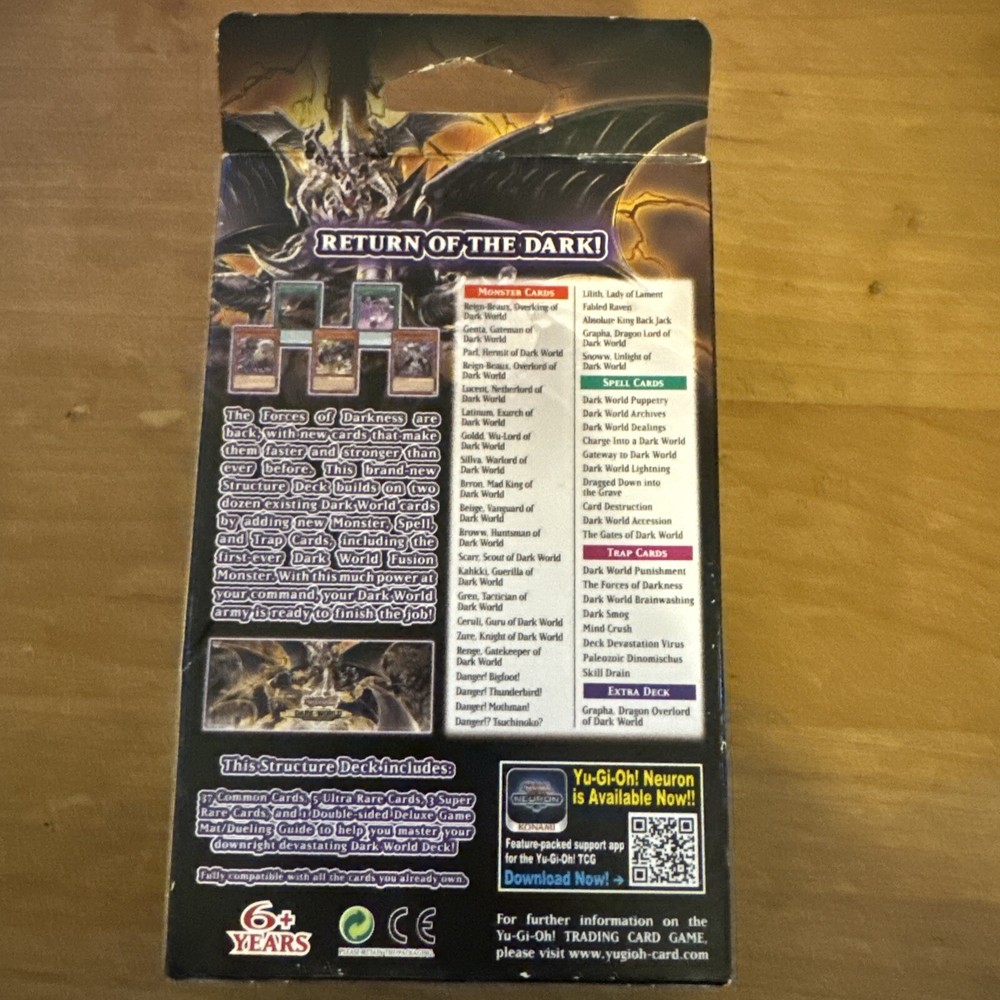 RETURN OF THE DARK!
The Forces of Darkness are
back, with new cards that make
them faster and stronger than
ever before. This brand-new
Structure Deck builds on two
dozen existing Dark World cards
by adding new Monster, Spell,
and Trap Cards, including the
first-ever Dark World Fusion
Monster. With this much power at
your command, your Dark World
army is ready to finish the job!
MONSTER CARDS
Reign-Beaux, Overking of
Dark World
Genta, Gateman of
Dark World
Parl, Hermit of Dark World
Reign-Beaux, Overlord of
Dark World
Lucent, Netherlord of
Dark World
Latinum, Exarch of
Dark World
Goldd, Wu-Lord of
Dark World
Sillva, Warlord of
Dark World
Brron, Mad King of
Dark World
Beiige, Vanguard of
Dark World
Broww, Huntsman of
Dark World
Scarr, Scout of Dark World
Kahkki, Guerilla of
Dark World
Gren, Tactician of
Dark World
Ceruli, Guru of Dark World
Zure, Knight of Dark World
Renge, Gatekeeper of
Dark World
Danger! Bigfoot!
Danger! Thunderbird!
Danger! Mothman!
Danger!? Tsuchinoko?
Lilith, Lady of Lament
Fabled Raven
Absolute King Back Jack
Grapha, Dragon Lord of
Dark World
Snoww, Unlight of
Dark World
SPELL CARDS
Dark World Puppetry
Dark World Archives
Dark World Dealings
Charge Into a Dark World
Gateway to Dark World
Dark World Lightning
Dragged Down into
the Grave
Card Destruction
Dark World Accession
The Gates of Dark World
TRAP CARDS
Dark World Punishment
The Forces of Darkness
Dark World Brainwashing
Dark Smog
Mind Crush
Deck Devastation Virus
Paleozoic Dinomischus
Skill Drain
EXTRA DECK
Grapha, Dragon Overlord
of Dark World
This Structure Deck includes:
37 Common Cards, 5 Ultra Rare Cards, 3 Super
Rare Cards, and 1 Double-sided Deluxe Game
Mat/Dueling Guide to help you master your
downright devastating Dark World Deck!
Fully compatible with all the cards you already own.
NEURON
KONAMI
Yu-Gi-Oh! Neuron
is Available Now!!
Feature-packed support app
for the Yu-Gi-Oh! TCG
Download Now! →
6+
YEARS
CE
For further information on the
Yu-Gi-Oh! TRADING CARD GAME,
please visit www.yugioh-card.com